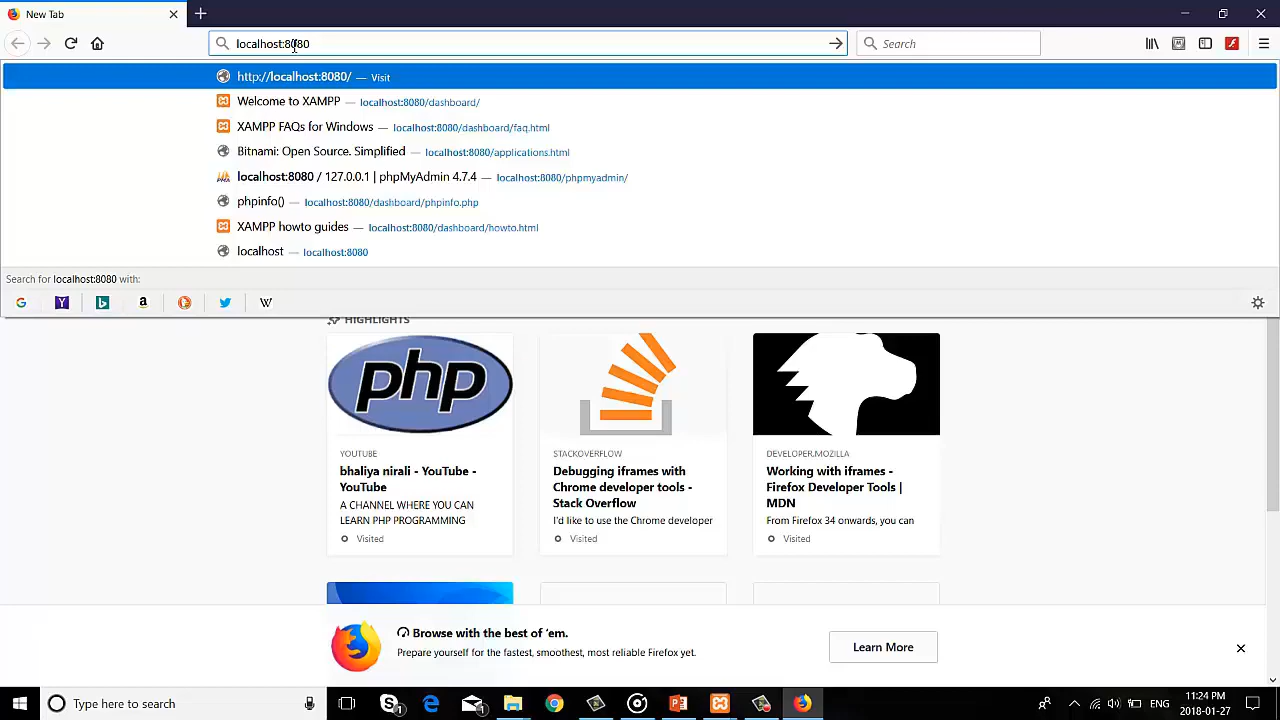 New Tab
localhost:8080
Search
http://localhost:8080/ — Visit
Welcome to XAMPP — localhost:8080/dashboard/
XAMPP FAQs for Windows — localhost:8080/dashboard/faq.html
Bitnami: Open Source. Simplified — localhost:8080/applications.html
localhost:8080 / 127.0.0.1 | phpMyAdmin 4.7.4 — localhost:8080/phpmyadmin/
phpinfo() — localhost:8080/dashboard/phpinfo.php
XAMPP howto guides — localhost:8080/dashboard/howto.html
localhost — localhost:8080
Search for localhost:8080 with:
HIGHLIGHTS
php
YOUTUBE
bhaliya nirali - YouTube -
YouTube
A CHANNEL WHERE YOU CAN
LEARN PHP PROGRAMMING
Visited
STACKOVERFLOW
Debugging iframes with
Chrome developer tools -
Stack Overflow
I'd like to use the Chrome developer
Visited
DEVELOPER.MOZILLA
Working with iframes -
Firefox Developer Tools |
MDN
From Firefox 34 onwards, you can
Visited
Browse with the best of 'em.
Prepare yourself for the fastest, smoothest, most reliable Firefox yet.
Learn More
Type here to search
ENG
11:24 PM
2018-01-27